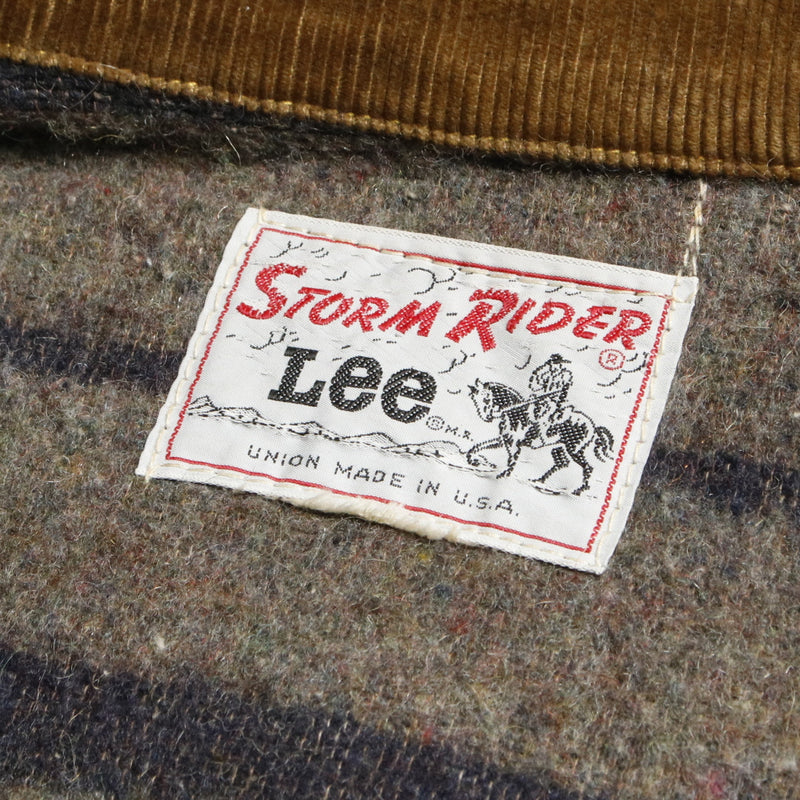 STORM RIDER ®
Lee ® M.R.
UNION MADE IN U.S.A.